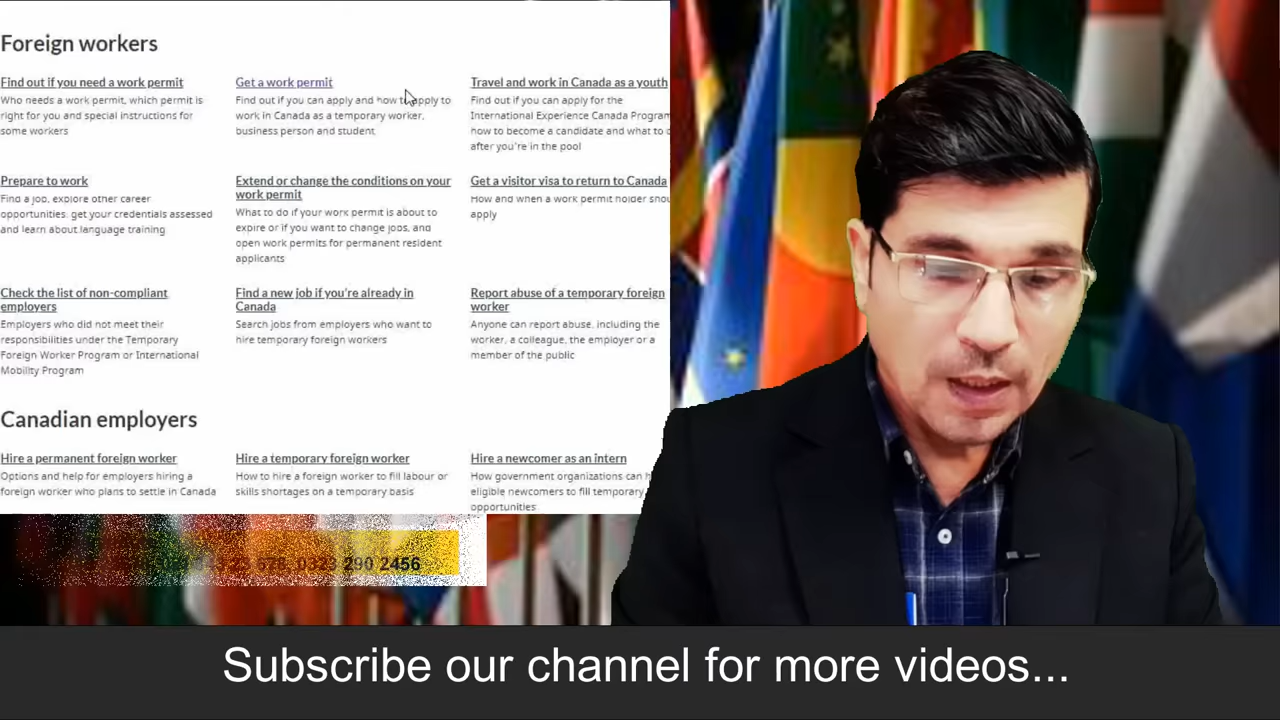 Foreign workers
Find out if you need a work permit
Who needs a work permit, which permit is
right for you and special instructions for
some workers
Get a work permit
Find out if you can apply and how to apply to
work in Canada as a temporary worker,
business person and student
Travel and work in Canada as a youth
Find out if you can apply for the
International Experience Canada Program
how to become a candidate and what to
after you're in the pool
Prepare to work
Find a job, explore other career
opportunities, get your credentials assessed
and learn about language training
Extend or change the conditions on your
work permit
What to do if your work permit is about to
expire or if you want to change jobs, and
open work permits for permanent resident
applicants
Get a visitor visa to return to Canada
How and when a work permit holder
apply
Check the list of non-compliant
employers
Employers who did not meet their
responsibilities under the Temporary
Foreign Worker Program or International
Mobility Program
Find a new job if you're already in
Canada
Search jobs from employers who want to
hire temporary foreign workers
Report abuse of a temporary foreign
worker
Anyone can report abuse, including the
worker, a colleague, the employer or a
member of the public
Canadian employers
Hire a permanent foreign worker
Options and help for employers hiring a
foreign worker who plans to settle in Canada
Hire a temporary foreign worker
How to hire a foreign worker to fill labour or
skills shortages on a temporary basis
Hire a newcomer as an intern
How government organizations can
eligible newcomers to fill temporary
opportunities
290 2456
Subscribe our channel for more videos...